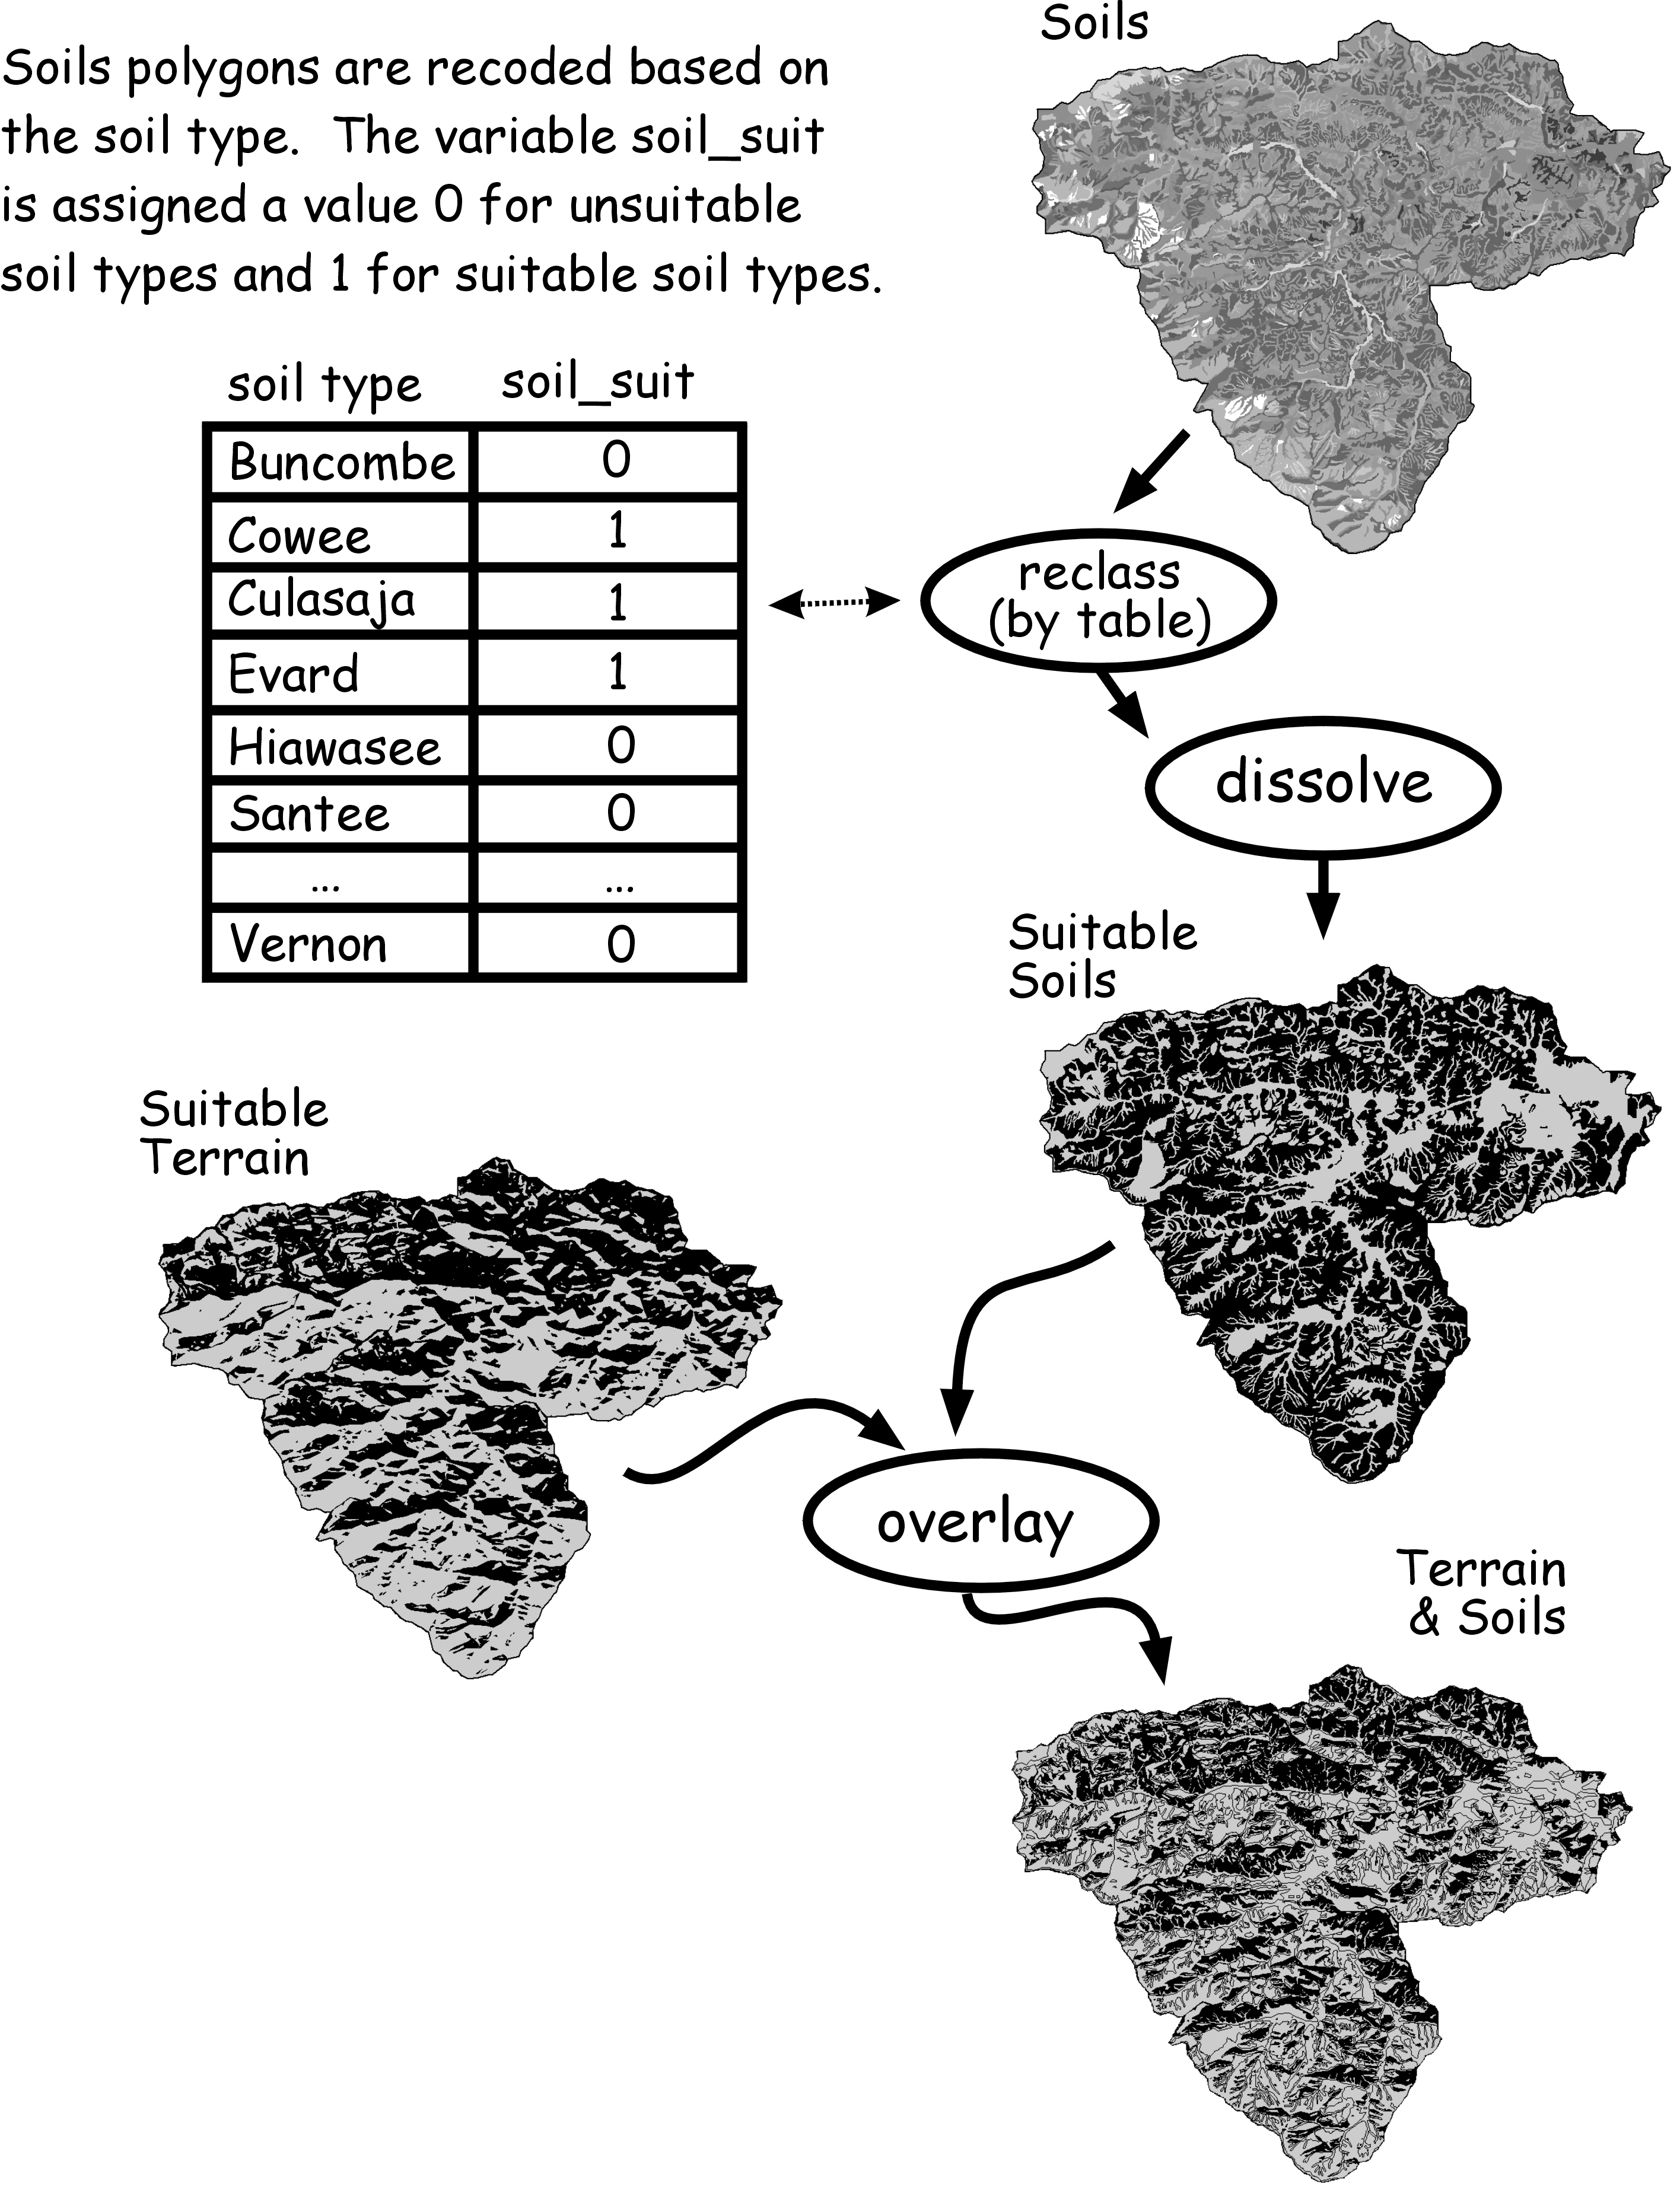 Soils
Soils polygons are recoded based on
the soil type.  The variable soil_suit
is assigned a value 0 for unsuitable
soil types and 1 for suitable soil types.
soil type soil_suit
Buncombe 0
Cowee 1
Culasaja 1
Evard 1
Hiawasee 0
Santee 0
... ...
Vernon 0
reclass
(by table)
dissolve
Suitable
Soils
Suitable
Terrain
overlay
Terrain
& Soils